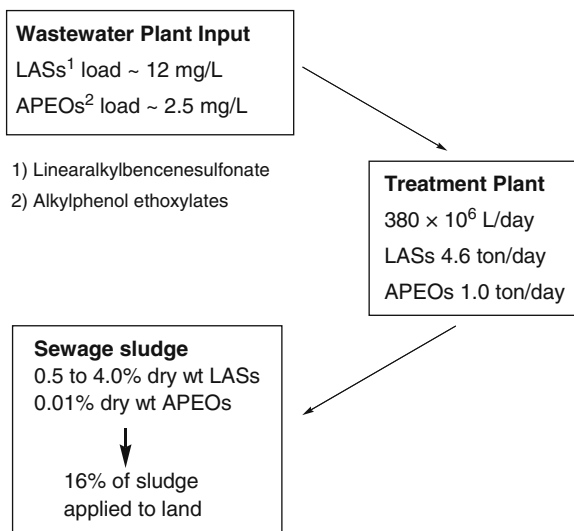 Wastewater Plant Input
LASs¹ load ~ 12 mg/L
APEOs² load ~ 2.5 mg/L
1) Linearalkylbencenesulfonate
2) Alkylphenol ethoxylates
Treatment Plant
380 × 10⁶ L/day
LASs 4.6 ton/day
APEOs 1.0 ton/day
Sewage sludge
0.5 to 4.0% dry wt LASs
0.01% dry wt APEOs
16% of sludge
applied to land